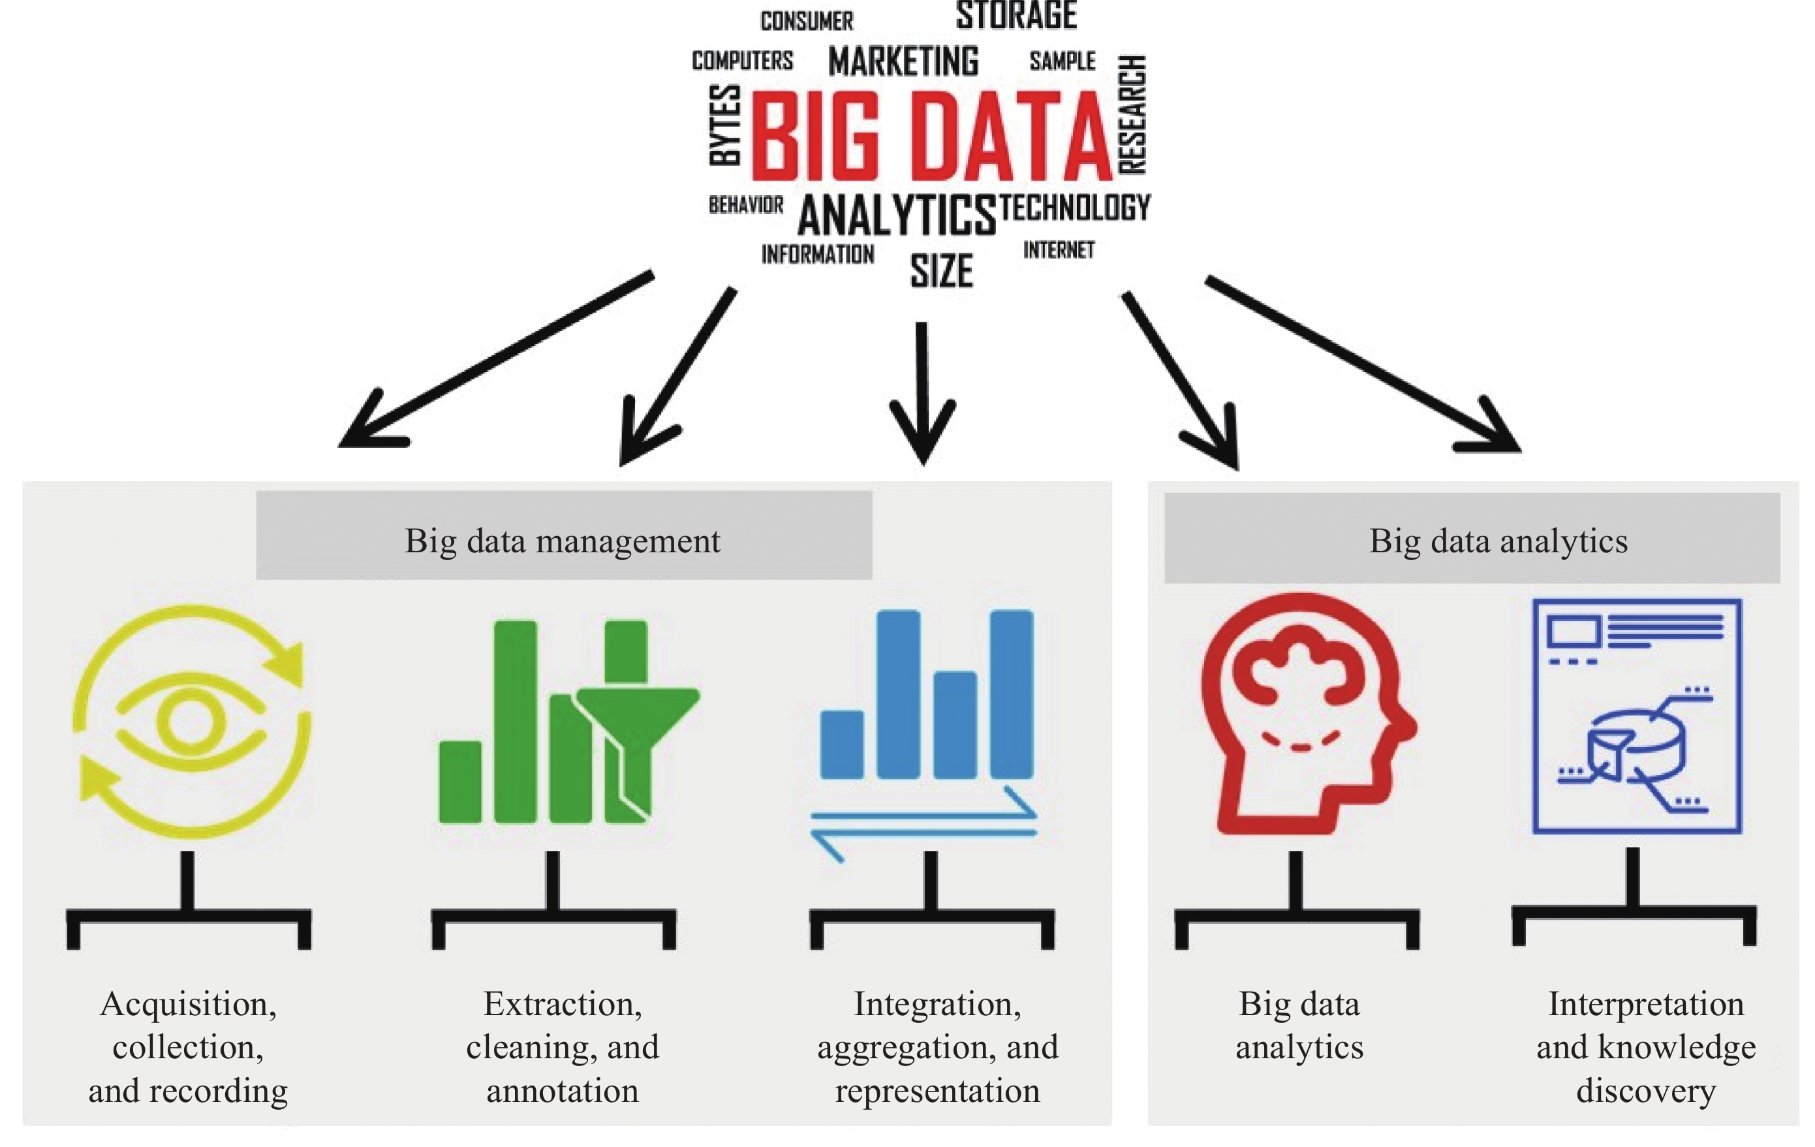 CONSUMER STORAGE
COMPUTERS MARKETING SAMPLE
BYTES BIG DATA RESEARCH
BEHAVIOR ANALYTICS TECHNOLOGY
INFORMATION SIZE INTERNET
Big data management
Big data analytics
Acquisition,
collection,
and recording
Extraction,
cleaning, and
annotation
Integration,
aggregation, and
representation
Big data
analytics
Interpretation
and knowledge
discovery